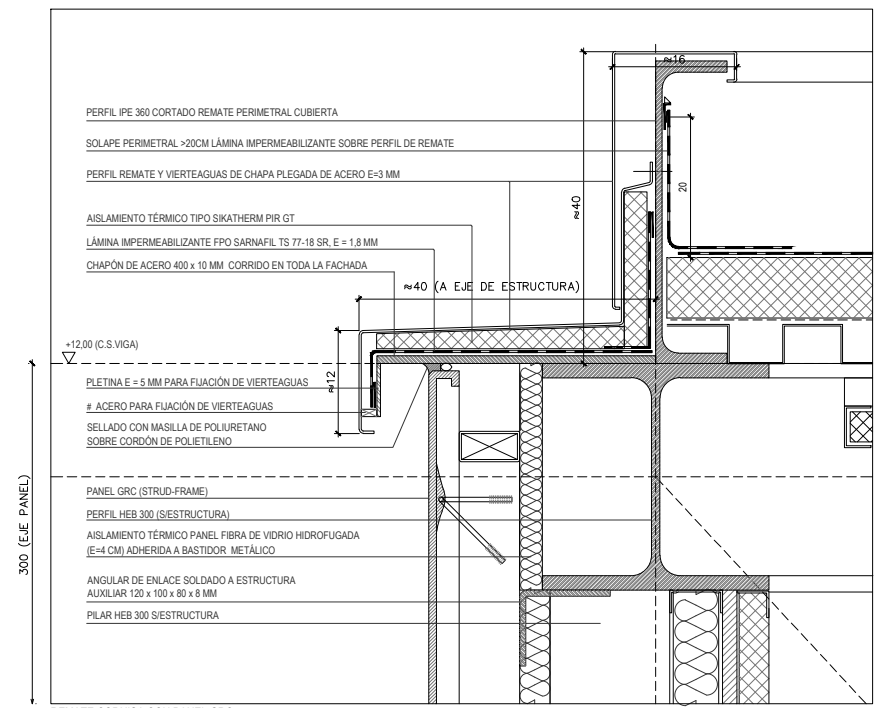 ≈16
PERFIL IPE 360 CORTADO REMATE PERIMETRAL CUBIERTA
SOLAPE PERIMETRAL >20CM LÁMINA IMPERMEABILIZANTE SOBRE PERFIL DE REMATE
PERFIL REMATE Y VIERTEAGUAS DE CHAPA PLEGADA DE ACERO E=3 MM
20
≈40
AISLAMIENTO TÉRMICO TIPO SIKATHERM PIR GT
LÁMINA IMPERMEABILIZANTE FPO SARNAFIL TS 77-18 SR, E = 1,8 MM
CHAPÓN DE ACERO 400 x 10 MM CORRIDO EN TODA LA FACHADA
≈40 (A EJE DE ESTRUCTURA)
+12,00 (C.S.VIGA)
≈12
PLETINA E = 5 MM PARA FIJACIÓN DE VIERTEAGUAS
# ACERO PARA FIJACIÓN DE VIERTEAGUAS
SELLADO CON MASILLA DE POLIURETANO
SOBRE CORDÓN DE POLIETILENO
300 (EJE PANEL)
PANEL GRC (STRUD-FRAME)
PERFIL HEB 300 (S/ESTRUCTURA)
AISLAMIENTO TÉRMICO PANEL FIBRA DE VIDRIO HIDROFUGADA
(E=4 CM) ADHERIDA A BASTIDOR METÁLICO
ANGULAR DE ENLACE SOLDADO A ESTRUCTURA
AUXILIAR 120 x 100 x 80 x 8 MM
PILAR HEB 300 S/ESTRUCTURA